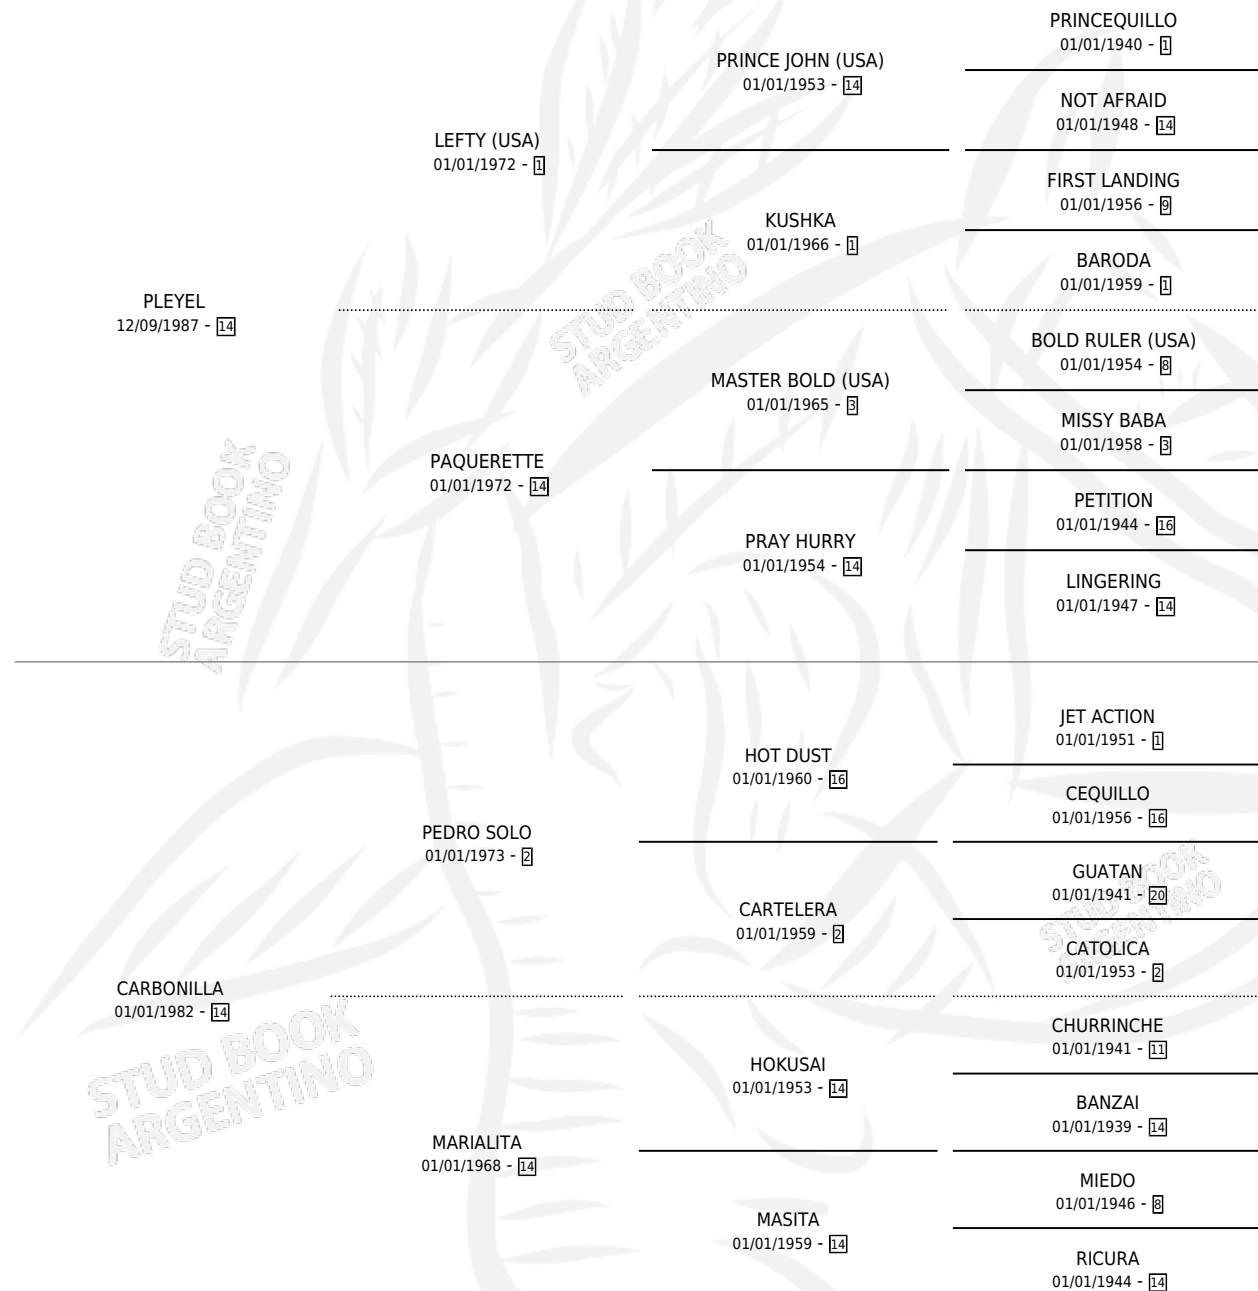 PRINCEQUILLO
01/01/1940 - 1
PRINCE JOHN (USA)
01/01/1953 - 14
NOT AFRAID
01/01/1948 - 14
LEFTY (USA)
01/01/1972 - 1
FIRST LANDING
01/01/1956 - 9
KUSHKA
01/01/1966 - 1
BARODA
01/01/1959 - 1
PLEYEL
12/09/1987 - 14
STUD BOOK
ARGENTINO
BOLD RULER (USA)
01/01/1954 - 8
MASTER BOLD (USA)
01/01/1965 - 3
MISSY BABA
01/01/1958 - 3
PAQUERETTE
01/01/1972 - 14
PETITION
01/01/1944 - 16
PRAY HURRY
01/01/1954 - 14
LINGERING
01/01/1947 - 14
STUD BOOK
ARGENTINO
JET ACTION
01/01/1951 - 1
HOT DUST
01/01/1960 - 16
CEQUILLO
01/01/1956 - 16
PEDRO SOLO
01/01/1973 - 2
GUATAN
01/01/1941 - 20
CARTELERA
01/01/1959 - 2
STUD BOOK
ARGENTINO
CATOLICA
01/01/1953 - 2
CARBONILLA
01/01/1982 - 14
CHURRINCHE
01/01/1941 - 11
HOKUSAI
01/01/1953 - 14
STUD BOOK
ARGENTINO
BANZAI
01/01/1939 - 14
MARIALITA
01/01/1968 - 14
MIEDO
01/01/1946 - 8
MASITA
01/01/1959 - 14
RICURA
01/01/1944 - 14